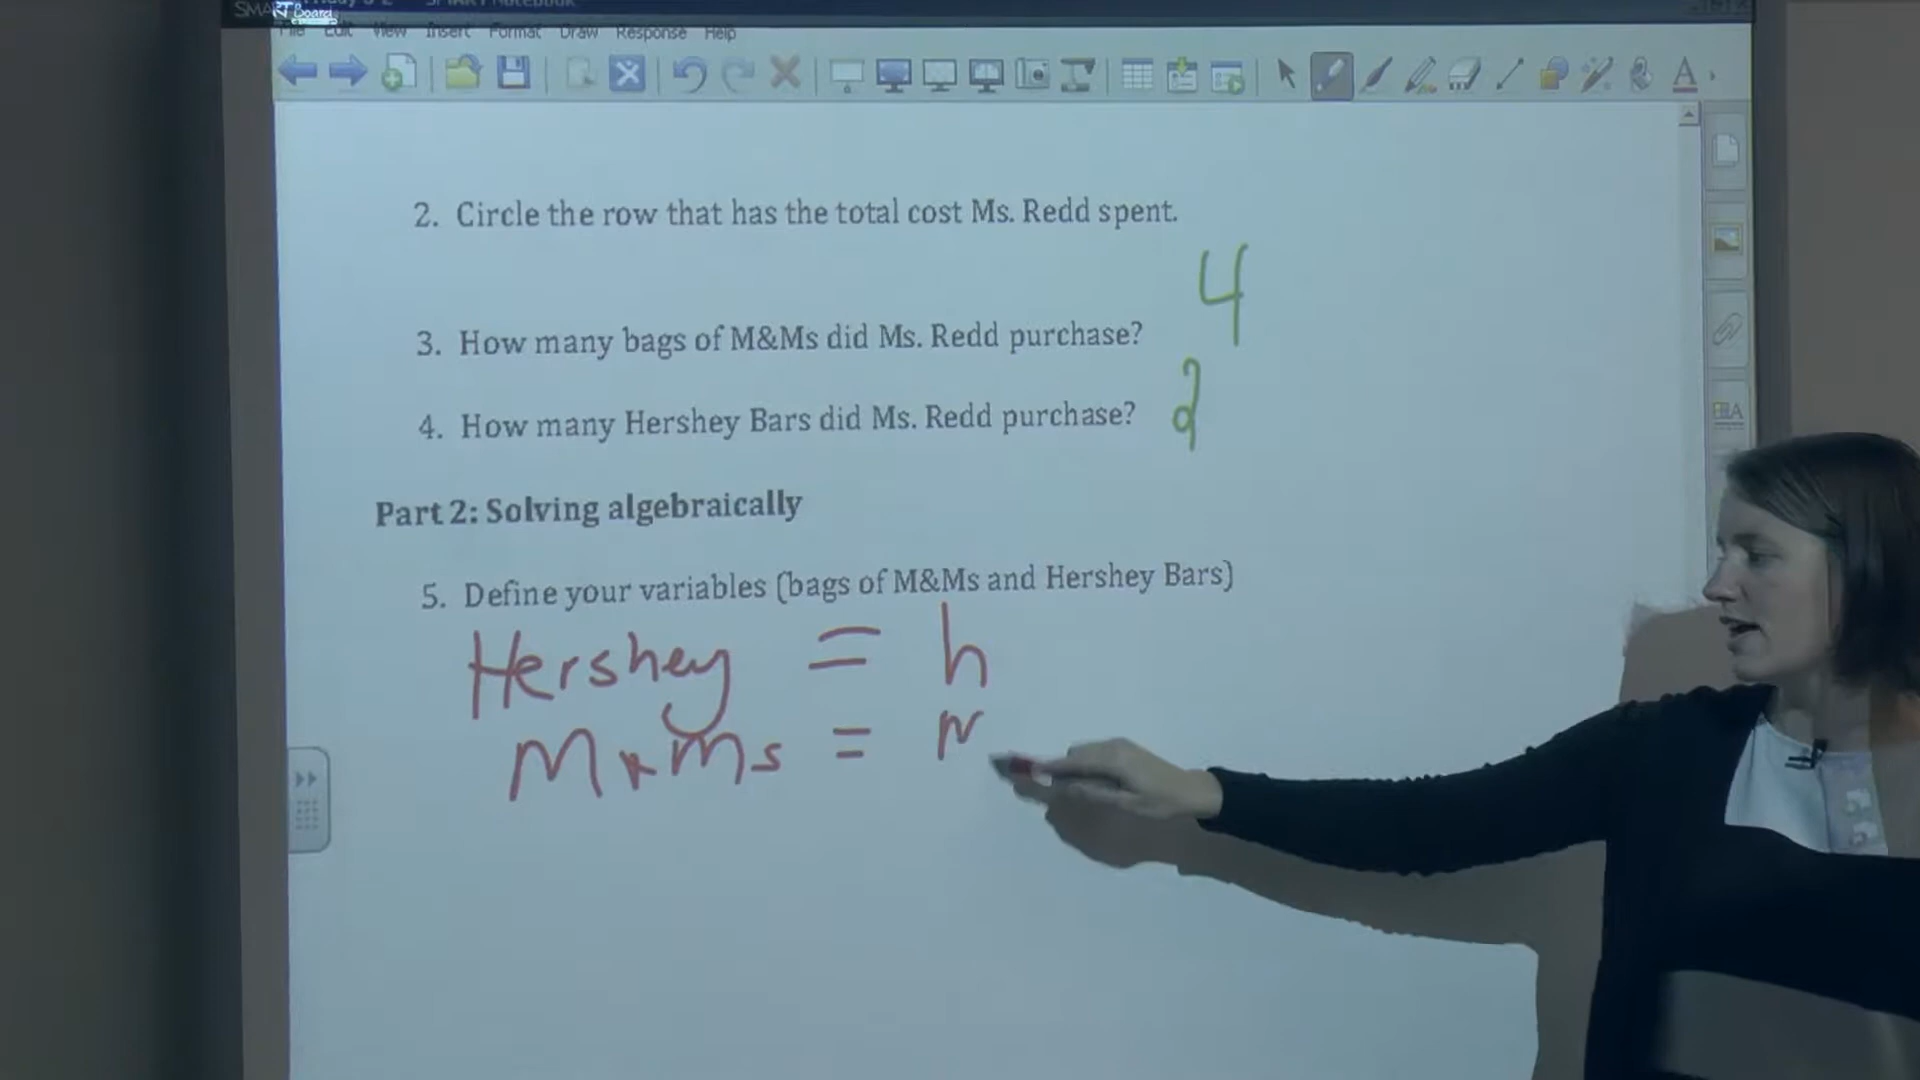 SMART Board
File Edit View Insert Format Draw Response Help
2. Circle the row that has the total cost Ms. Redd spent.
4
3. How many bags of M&Ms did Ms. Redd purchase?
4. How many Hershey Bars did Ms. Redd purchase? 2
Part 2: Solving algebraically
5. Define your variables (bags of M&Ms and Hershey Bars)
Hershey = h
M&Ms =